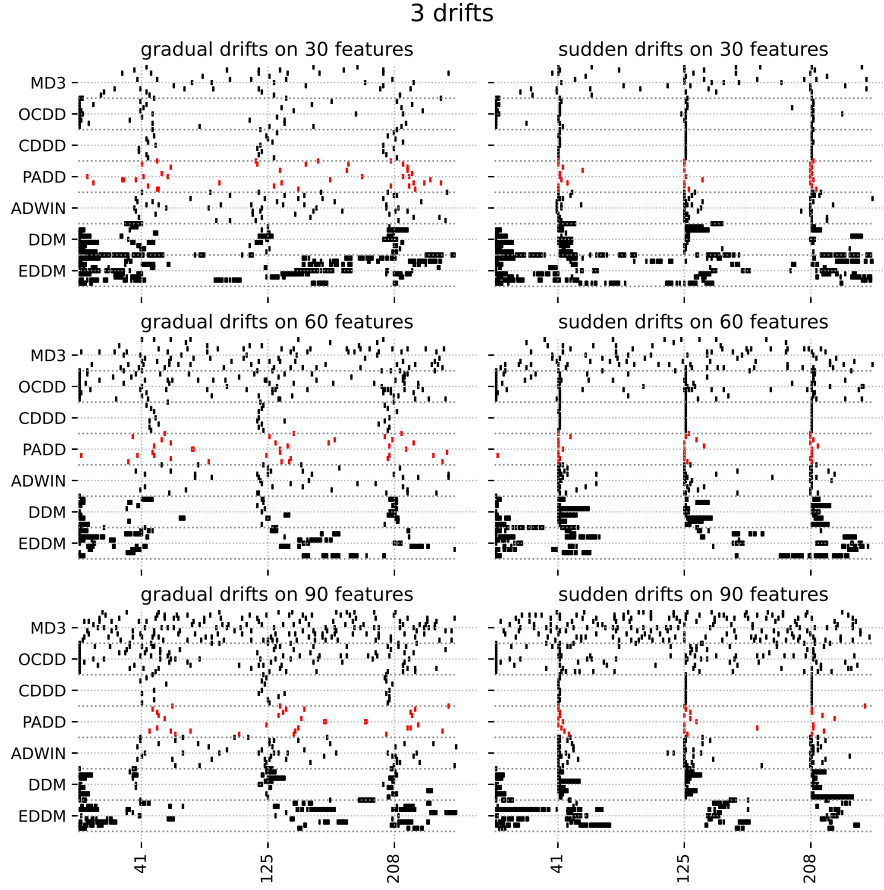 3 drifts
gradual drifts on 30 features
sudden drifts on 30 features
MD3
OCDD
CDDD
PADD
ADWIN
DDM
EDDM
gradual drifts on 60 features
sudden drifts on 60 features
MD3
OCDD
CDDD
PADD
ADWIN
DDM
EDDM
gradual drifts on 90 features
sudden drifts on 90 features
MD3
OCDD
CDDD
PADD
ADWIN
DDM
EDDM
41
125
208
41
125
208